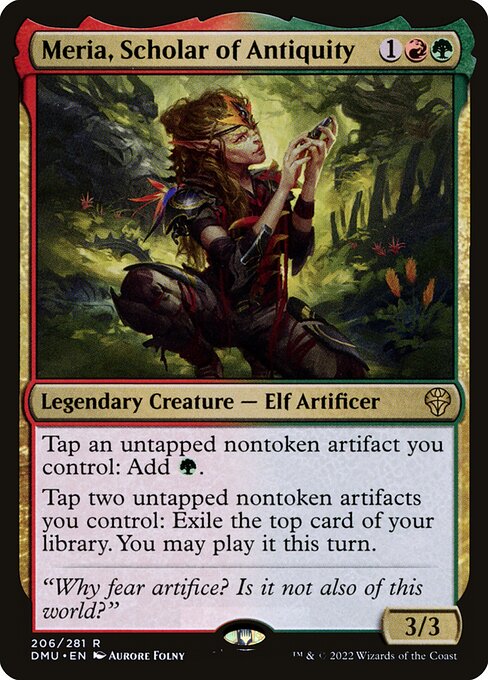 Meria, Scholar of Antiquity 1
Legendary Creature — Elf Artificer
Tap an untapped nontoken artifact you
control: Add .
Tap two untapped nontoken artifacts
you control: Exile the top card of your
library. You may play it this turn.
“Why fear artifice? Is it not also of this
world?”
3/3
206/281 R
DMU • EN AURORE FOLNY
™ & © 2022 Wizards of the Coast